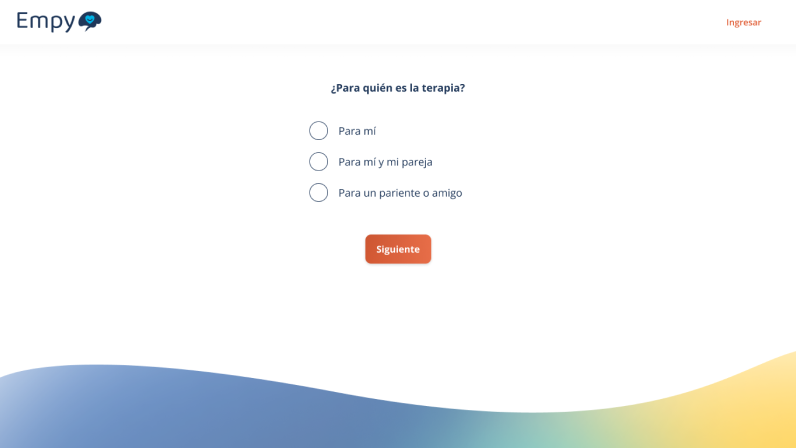 Empy
Ingresar
¿Para quién es la terapia?
Para mí
Para mí y mi pareja
Para un pariente o amigo
Siguiente